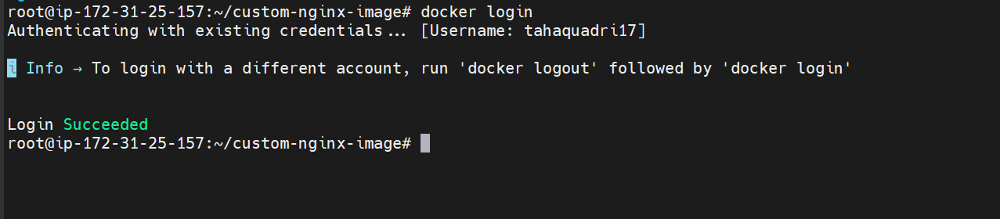 root@ip-172-31-25-157:~/custom-nginx-image# docker login
Authenticating with existing credentials... [Username: tahaquadri17]
i Info → To login with a different account, run 'docker logout' followed by 'docker login'
Login Succeeded
root@ip-172-31-25-157:~/custom-nginx-image#